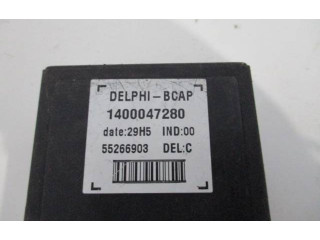 DELPHI-BCAP
1400047280
date:29H5 IND:00
55266903 DEL:C